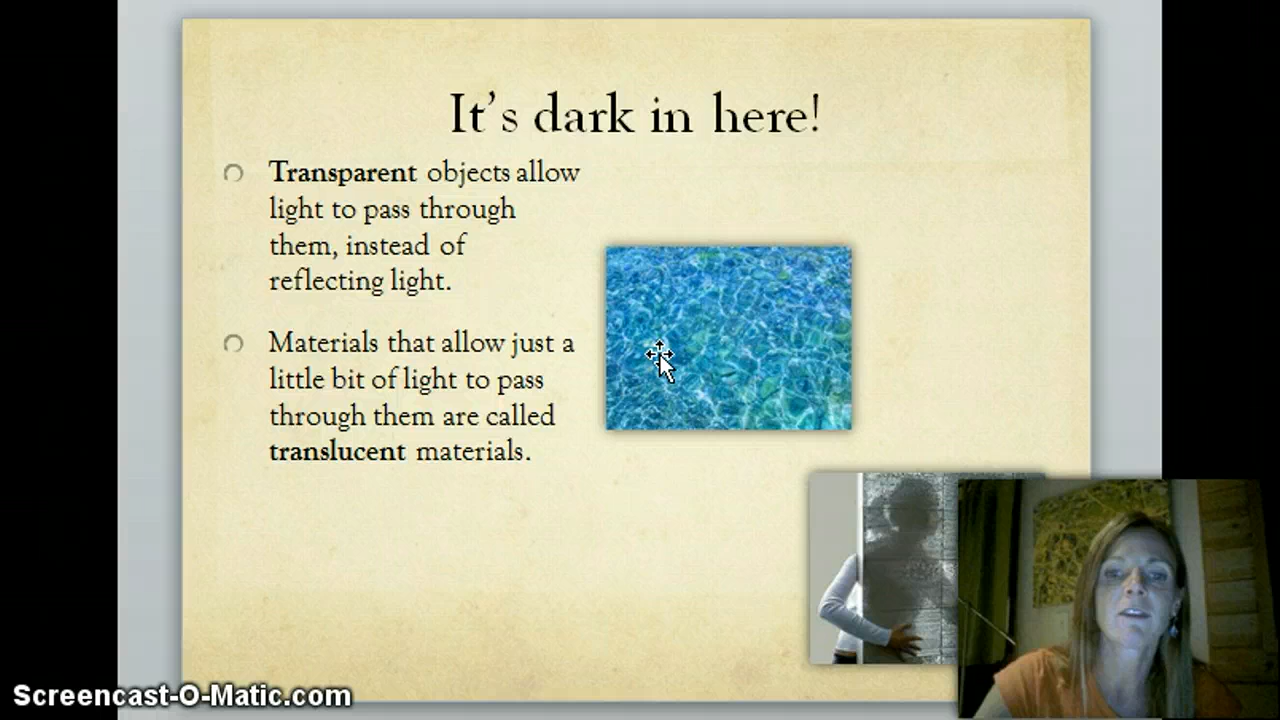 It's dark in here!
Transparent objects allow
light to pass through
them, instead of
reflecting light.
Materials that allow just a
little bit of light to pass
through them are called
translucent materials.
Screencast-O-Matic.com